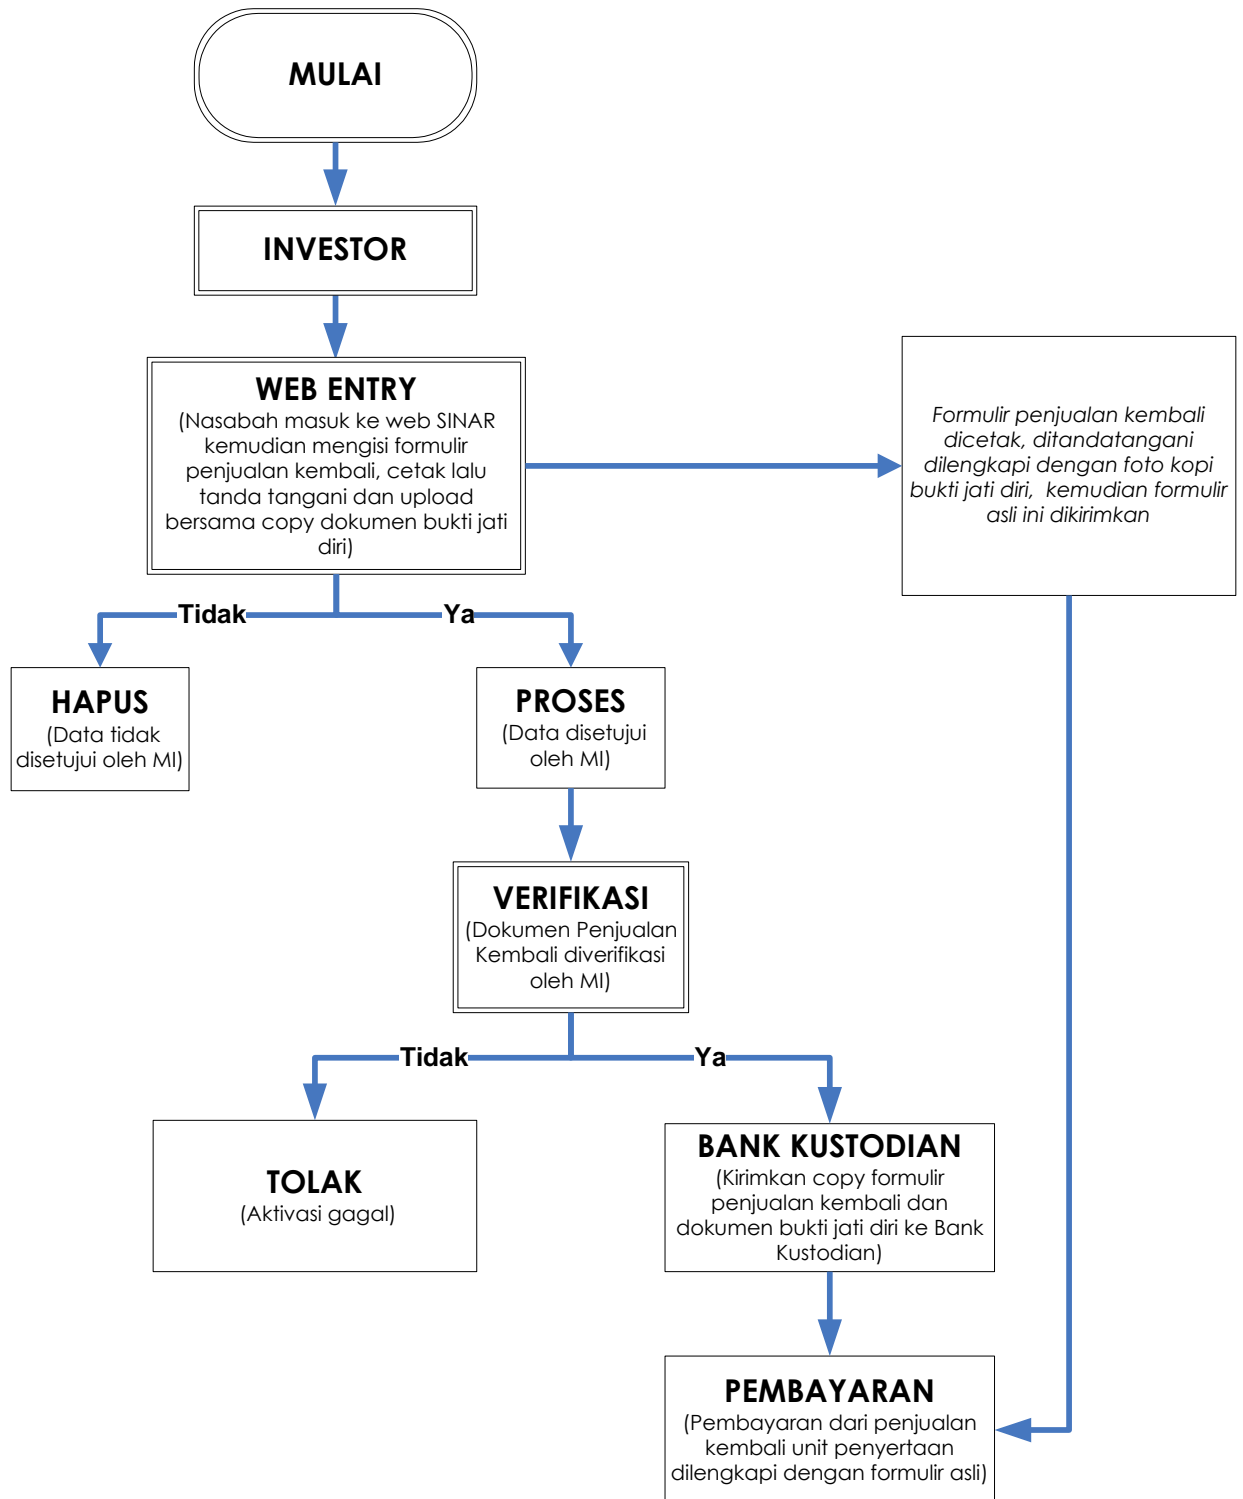 MULAI
INVESTOR
WEB ENTRY
(Nasabah masuk ke web SINAR
kemudian mengisi formulir
penjualan kembali, cetak lalu
tanda tangani dan upload
bersama copy dokumen bukti jati
diri)
Formulir penjualan kembali
dicetak, ditandatangani
dilengkapi dengan foto kopi
bukti jati diri,  kemudian formulir
asli ini dikirimkan
Tidak
Ya
HAPUS
(Data tidak
disetujui oleh MI)
PROSES
(Data disetujui
oleh MI)
VERIFIKASI
(Dokumen Penjualan
Kembali diverifikasi
oleh MI)
Tidak
Ya
TOLAK
(Aktivasi gagal)
BANK KUSTODIAN
(Kirimkan copy formulir
penjualan kembali dan
dokumen bukti jati diri ke Bank
Kustodian)
PEMBAYARAN
(Pembayaran dari penjualan
kembali unit penyertaan
dilengkapi dengan formulir asli)